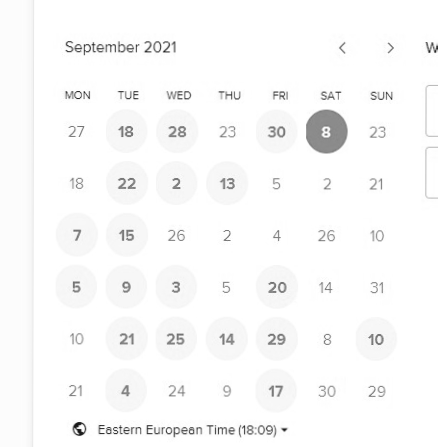 September 2021 < > W
MON TUE WED THU FRI SAT SUN
27 18 28 23 30 8 23
18 22 2 13 5 2 21
7 15 26 2 4 26 10
5 9 3 5 20 14 31
10 21 25 14 29 8 10
21 4 24 9 17 30 29
Eastern European Time (18:09)